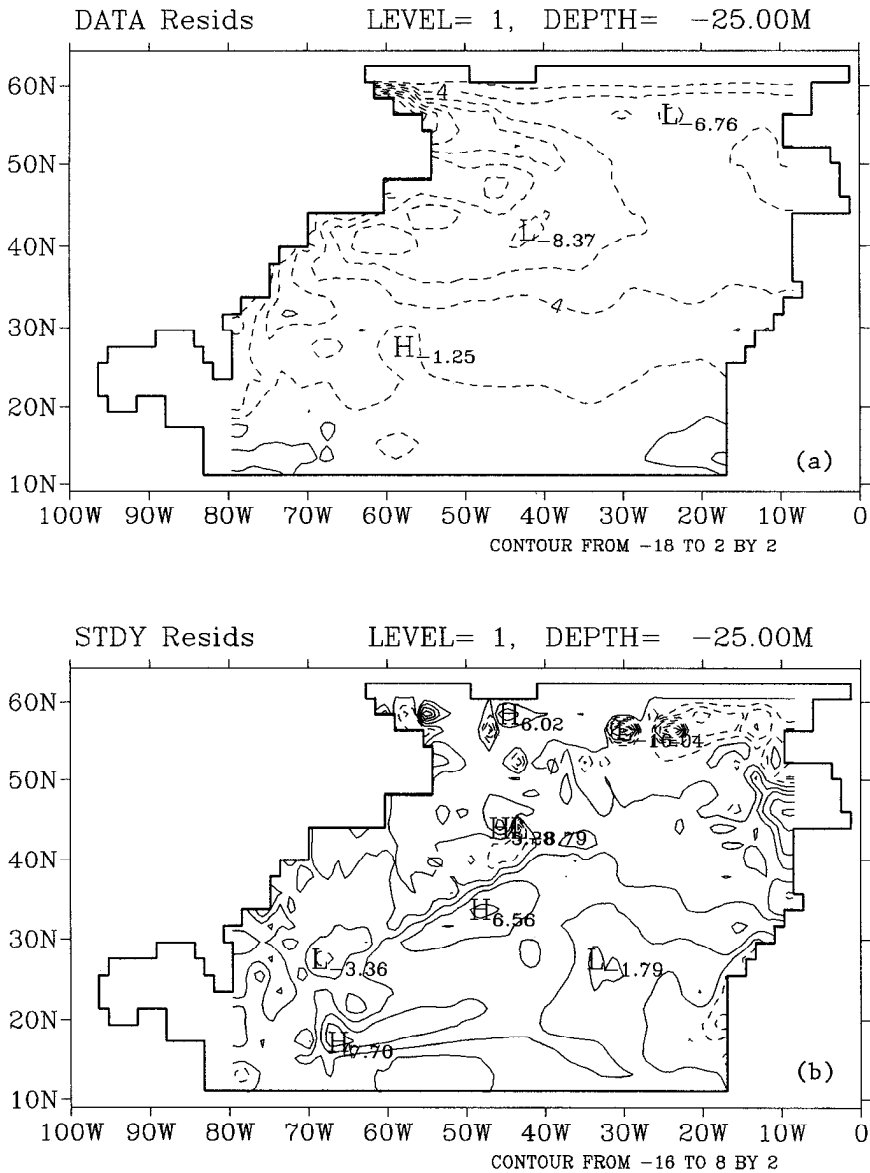 DATA Resids LEVEL= 1, DEPTH= -25.00M
60N
50N
40N
30N
20N
10N
4
L-6.76
L-8.37
4
H-1.25
(a)
100W 90W 80W 70W 60W 50W 40W 30W 20W 10W 0
CONTOUR FROM -18 TO 2 BY 2
STDY Resids LEVEL= 1, DEPTH= -25.00M
60N
50N
40N
30N
20N
10N
H6.02
H6.56
L-3.36
L-1.79
H7.70
(b)
100W 90W 80W 70W 60W 50W 40W 30W 20W 10W 0
CONTOUR FROM -16 TO 8 BY 2